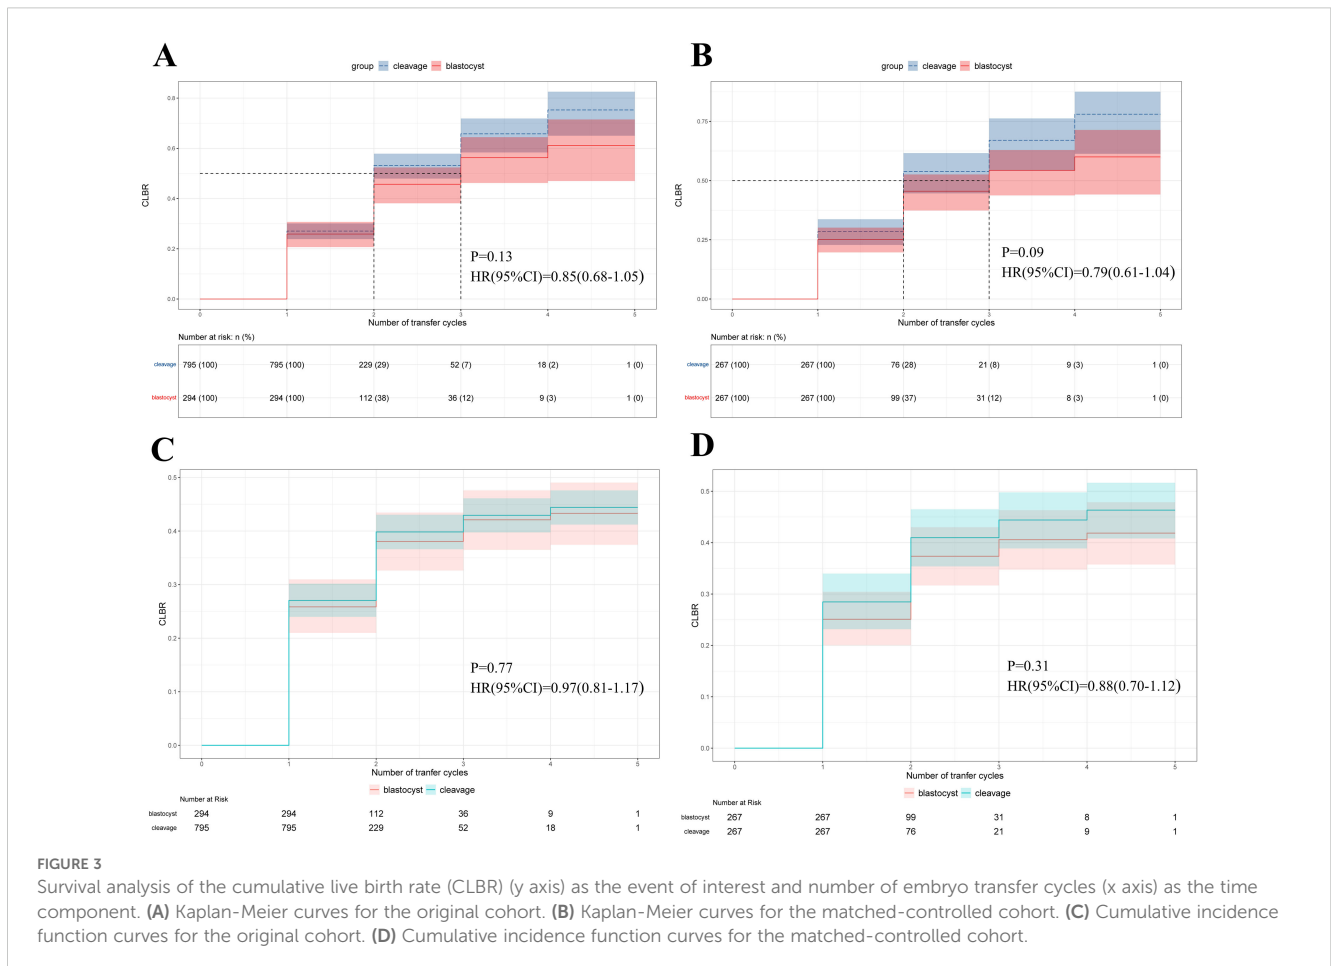 A
group cleavage blastocyst
0.8
0.6
0.4
0.2
0.0
CLBR
P=0.13
HR(95%CI)=0.85(0.68-1.05)
0 1 2 3 4 5
Number of transfer cycles
Number at risk: n (%)
cleavage 795 (100) 795 (100) 229 (29) 52 (7) 18 (2) 1 (0)
blastocyst 294 (100) 294 (100) 112 (38) 36 (12) 9 (3) 1 (0)
B
group cleavage blastocyst
0.75
0.50
0.25
0.00
CLBR
P=0.09
HR(95%CI)=0.79(0.61-1.04)
0 1 2 3 4 5
Number of transfer cycles
Number at risk: n (%)
cleavage 267 (100) 267 (100) 76 (28) 21 (8) 9 (3) 1 (0)
blastocyst 267 (100) 267 (100) 99 (37) 31 (12) 8 (3) 1 (0)
C
0.5
0.4
0.3
0.2
0.1
0.0
CLBR
P=0.77
HR(95%CI)=0.97(0.81-1.17)
0 1 2 3 4 5
Number of tranfer cycles
blastocyst cleavage
Number at Risk
blastocyst 294 294 112 36 9 1
cleavage 795 795 229 52 18 1
D
0.5
0.4
0.3
0.2
0.1
0.0
CLBR
P=0.31
HR(95%CI)=0.88(0.70-1.12)
0 1 2 3 4 5
Number of tranfer cycles
blastocyst cleavage
Number at Risk
blastocyst 267 267 99 31 8 1
cleavage 267 267 76 21 9 1
FIGURE 3
Survival analysis of the cumulative live birth rate (CLBR) (y axis) as the event of interest and number of embryo transfer cycles (x axis) as the time
component. (A) Kaplan-Meier curves for the original cohort. (B) Kaplan-Meier curves for the matched-controlled cohort. (C) Cumulative incidence
function curves for the original cohort. (D) Cumulative incidence function curves for the matched-controlled cohort.